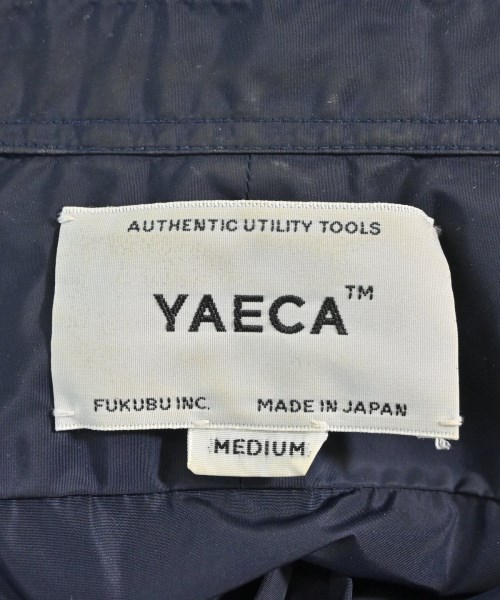 AUTHENTIC UTILITY TOOLS
YAECA™
FUKUBU INC. MADE IN JAPAN
MEDIUM